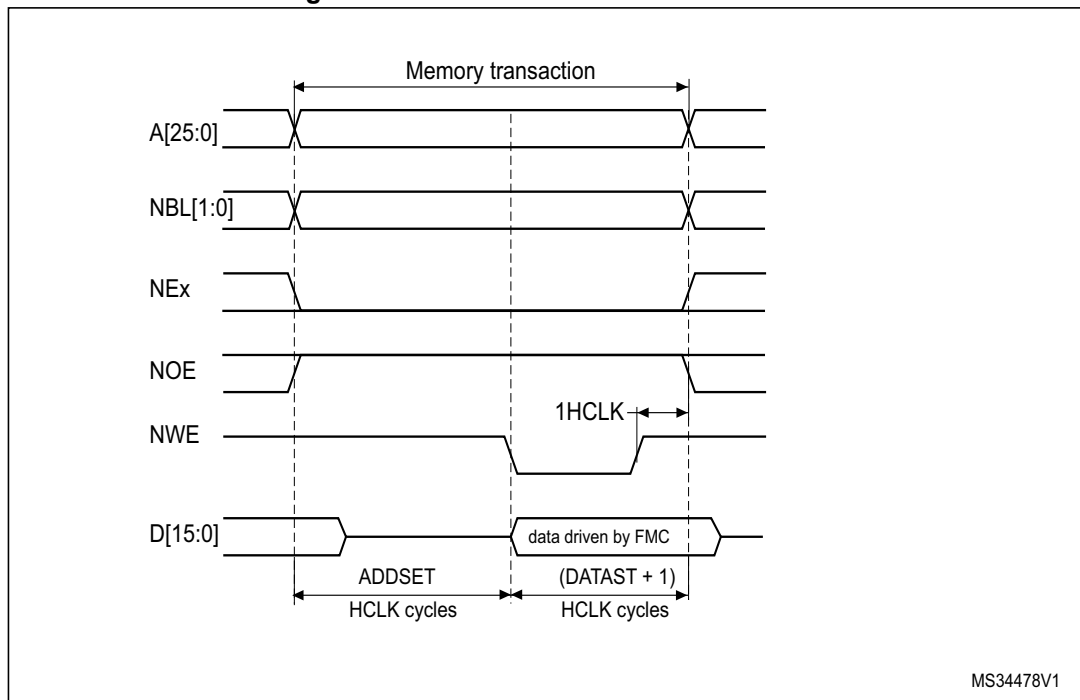 Memory transaction
A[25:0]
NBL[1:0]
NEx
NOE
1HCLK
NWE
D[15:0]
data driven by FMC
ADDSET
(DATAST + 1)
HCLK cycles
HCLK cycles
MS34478V1